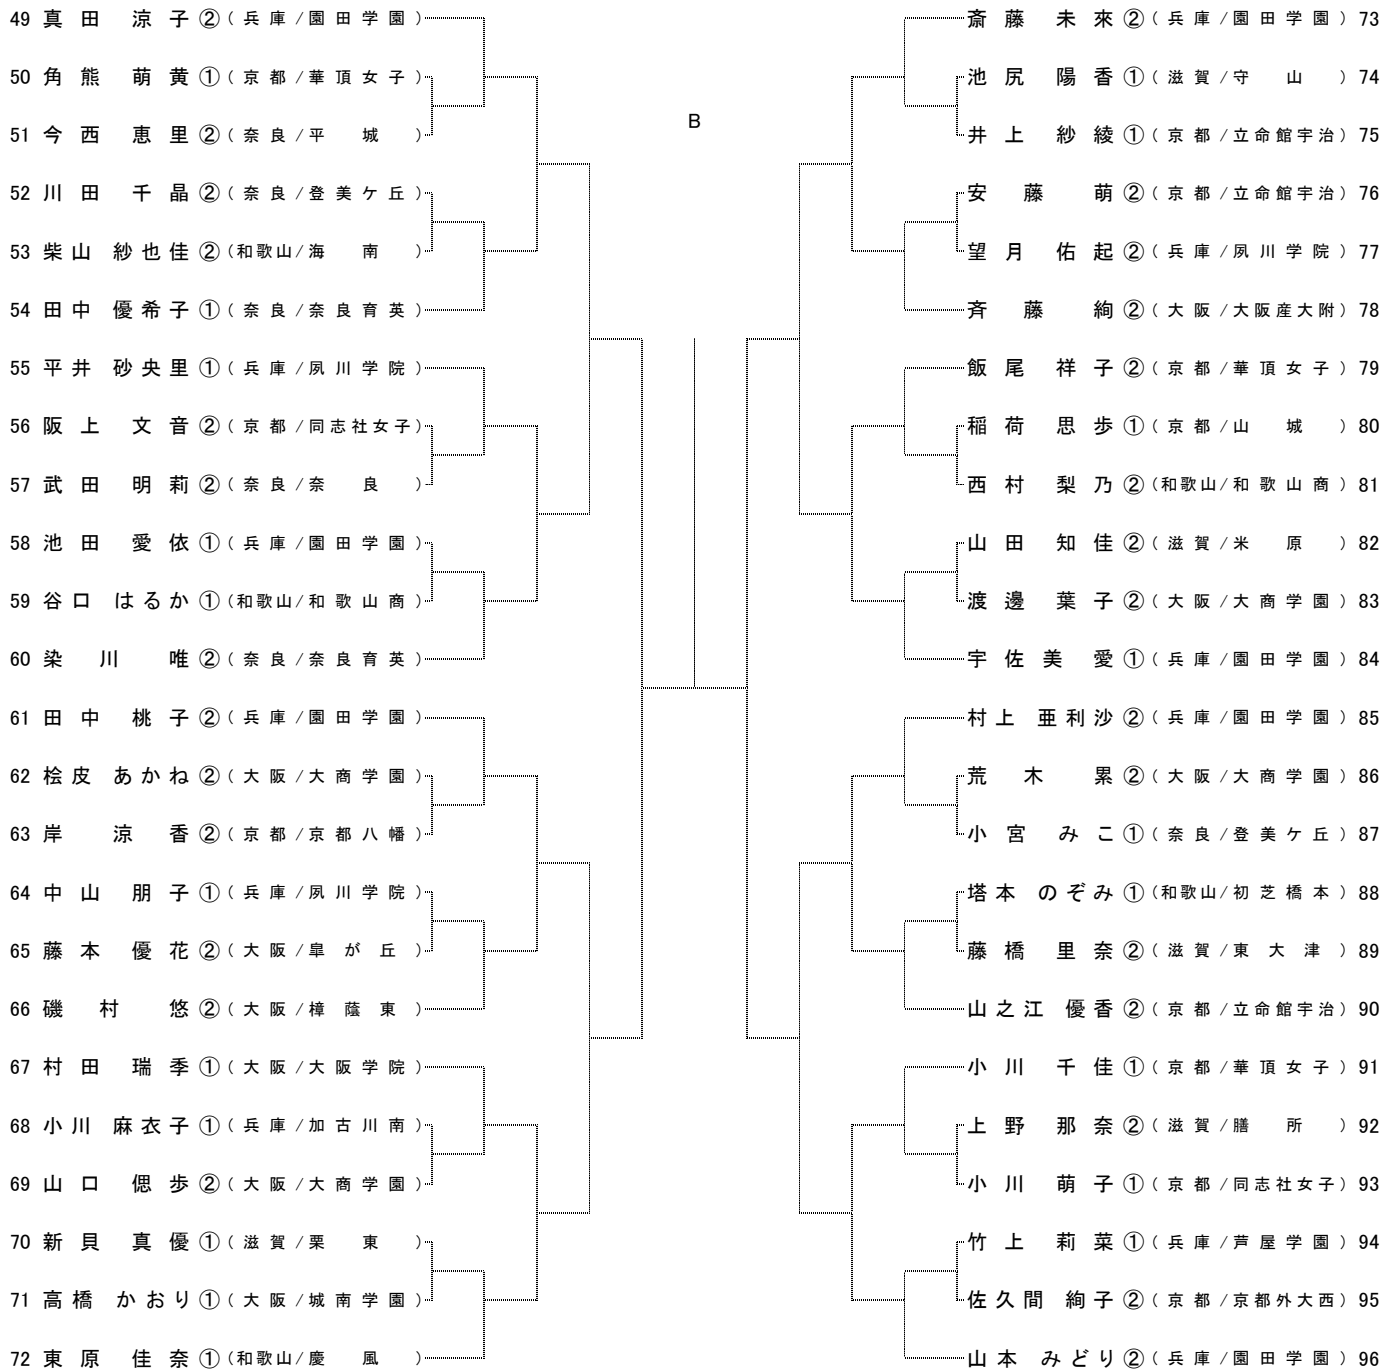 49 真田 涼子 ② (兵庫/園田学園)
50 角熊 萌黄 ① (京都/華頂女子)
51 今西 恵里 ② (奈良/平城)
52 川田 千晶 ② (奈良/登美ケ丘)
53 柴山 紗也佳 ② (和歌山/海南)
54 田中 優希子 ① (奈良/奈良育英)
55 平井 砂央里 ① (兵庫/夙川学院)
56 阪上 文音 ② (京都/同志社女子)
57 武田 明莉 ② (奈良/奈良)
58 池田 愛依 ① (兵庫/園田学園)
59 谷口 はるか ① (和歌山/和歌山商)
60 染川 唯 ② (奈良/奈良育英)
61 田中 桃子 ② (兵庫/園田学園)
62 桧皮 あかね ② (大阪/大商学園)
63 岸 涼香 ② (京都/京都八幡)
64 中山 朋子 ① (兵庫/夙川学院)
65 藤本 優花 ② (大阪/皐が丘)
66 磯村 悠 ② (大阪/樟蔭東)
67 村田 瑞季 ① (大阪/大阪学院)
68 小川 麻衣子 ① (兵庫/加古川南)
69 山口 偲歩 ② (大阪/大商学園)
70 新貝 真優 ① (滋賀/栗東)
71 高橋 かおり ① (大阪/城南学園)
72 東原 佳奈 ① (和歌山/慶風)
B
斎藤 未來 ② (兵庫/園田学園) 73
池尻 陽香 ① (滋賀/守山) 74
井上 紗綾 ① (京都/立命館宇治) 75
安藤 萌 ② (京都/立命館宇治) 76
望月 佑起 ② (兵庫/夙川学院) 77
斉藤 絢 ② (大阪/大阪産大附) 78
飯尾 祥子 ② (京都/華頂女子) 79
稲荷 思歩 ① (京都/山城) 80
西村 梨乃 ② (和歌山/和歌山商) 81
山田 知佳 ② (滋賀/米原) 82
渡邊 葉子 ② (大阪/大商学園) 83
宇佐美 愛 ① (兵庫/園田学園) 84
村上 亜利沙 ② (兵庫/園田学園) 85
荒木 累 ② (大阪/大商学園) 86
小宮 みこ ① (奈良/登美ケ丘) 87
塔本 のぞみ ① (和歌山/初芝橋本) 88
藤橋 里奈 ② (滋賀/東大津) 89
山之江 優香 ② (京都/立命館宇治) 90
小川 千佳 ① (京都/華頂女子) 91
上野 那奈 ② (滋賀/膳所) 92
小川 萌子 ① (京都/同志社女子) 93
竹上 莉菜 ① (兵庫/芦屋学園) 94
佐久間 絢子 ② (京都/京都外大西) 95
山本 みどり ② (兵庫/園田学園) 96